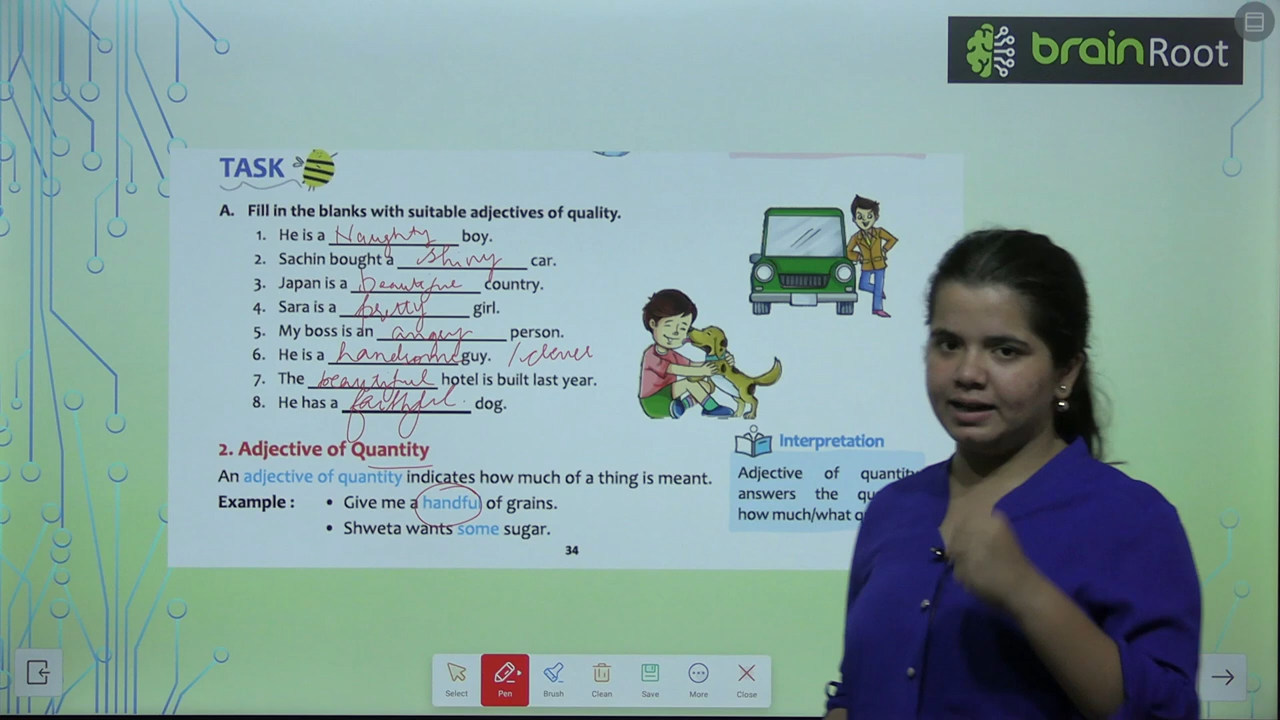 brainRoot
TASK
A. Fill in the blanks with suitable adjectives of quality.
1. He is a Naughty boy.
2. Sachin bought a shiny car.
3. Japan is a beautiful country.
4. Sara is a pretty girl.
5. My boss is an angry person.
6. He is a handsome guy. /clever
7. The beautiful hotel is built last year.
8. He has a faithful dog.
2. Adjective of Quantity
An adjective of quantity indicates how much of a thing is meant.
Example : • Give me a handful of grains.
• Shweta wants some sugar.
34
Interpretation
Adjective of quantity
answers the
how much/what
Select Pen Brush Clean Save More Close